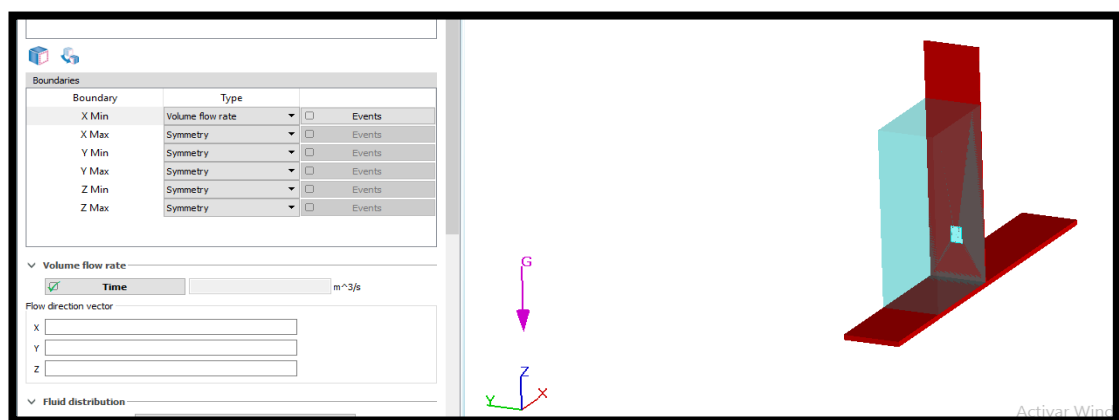 Boundaries
Boundary Type
X Min Volume flow rate Events
X Max Symmetry Events
Y Min Symmetry Events
Y Max Symmetry Events
Z Min Symmetry Events
Z Max Symmetry Events
Volume flow rate
Time m^3/s
Flow direction vector
X
Y
Z
Fluid distribution
G
Z
Y X
Activar Wind